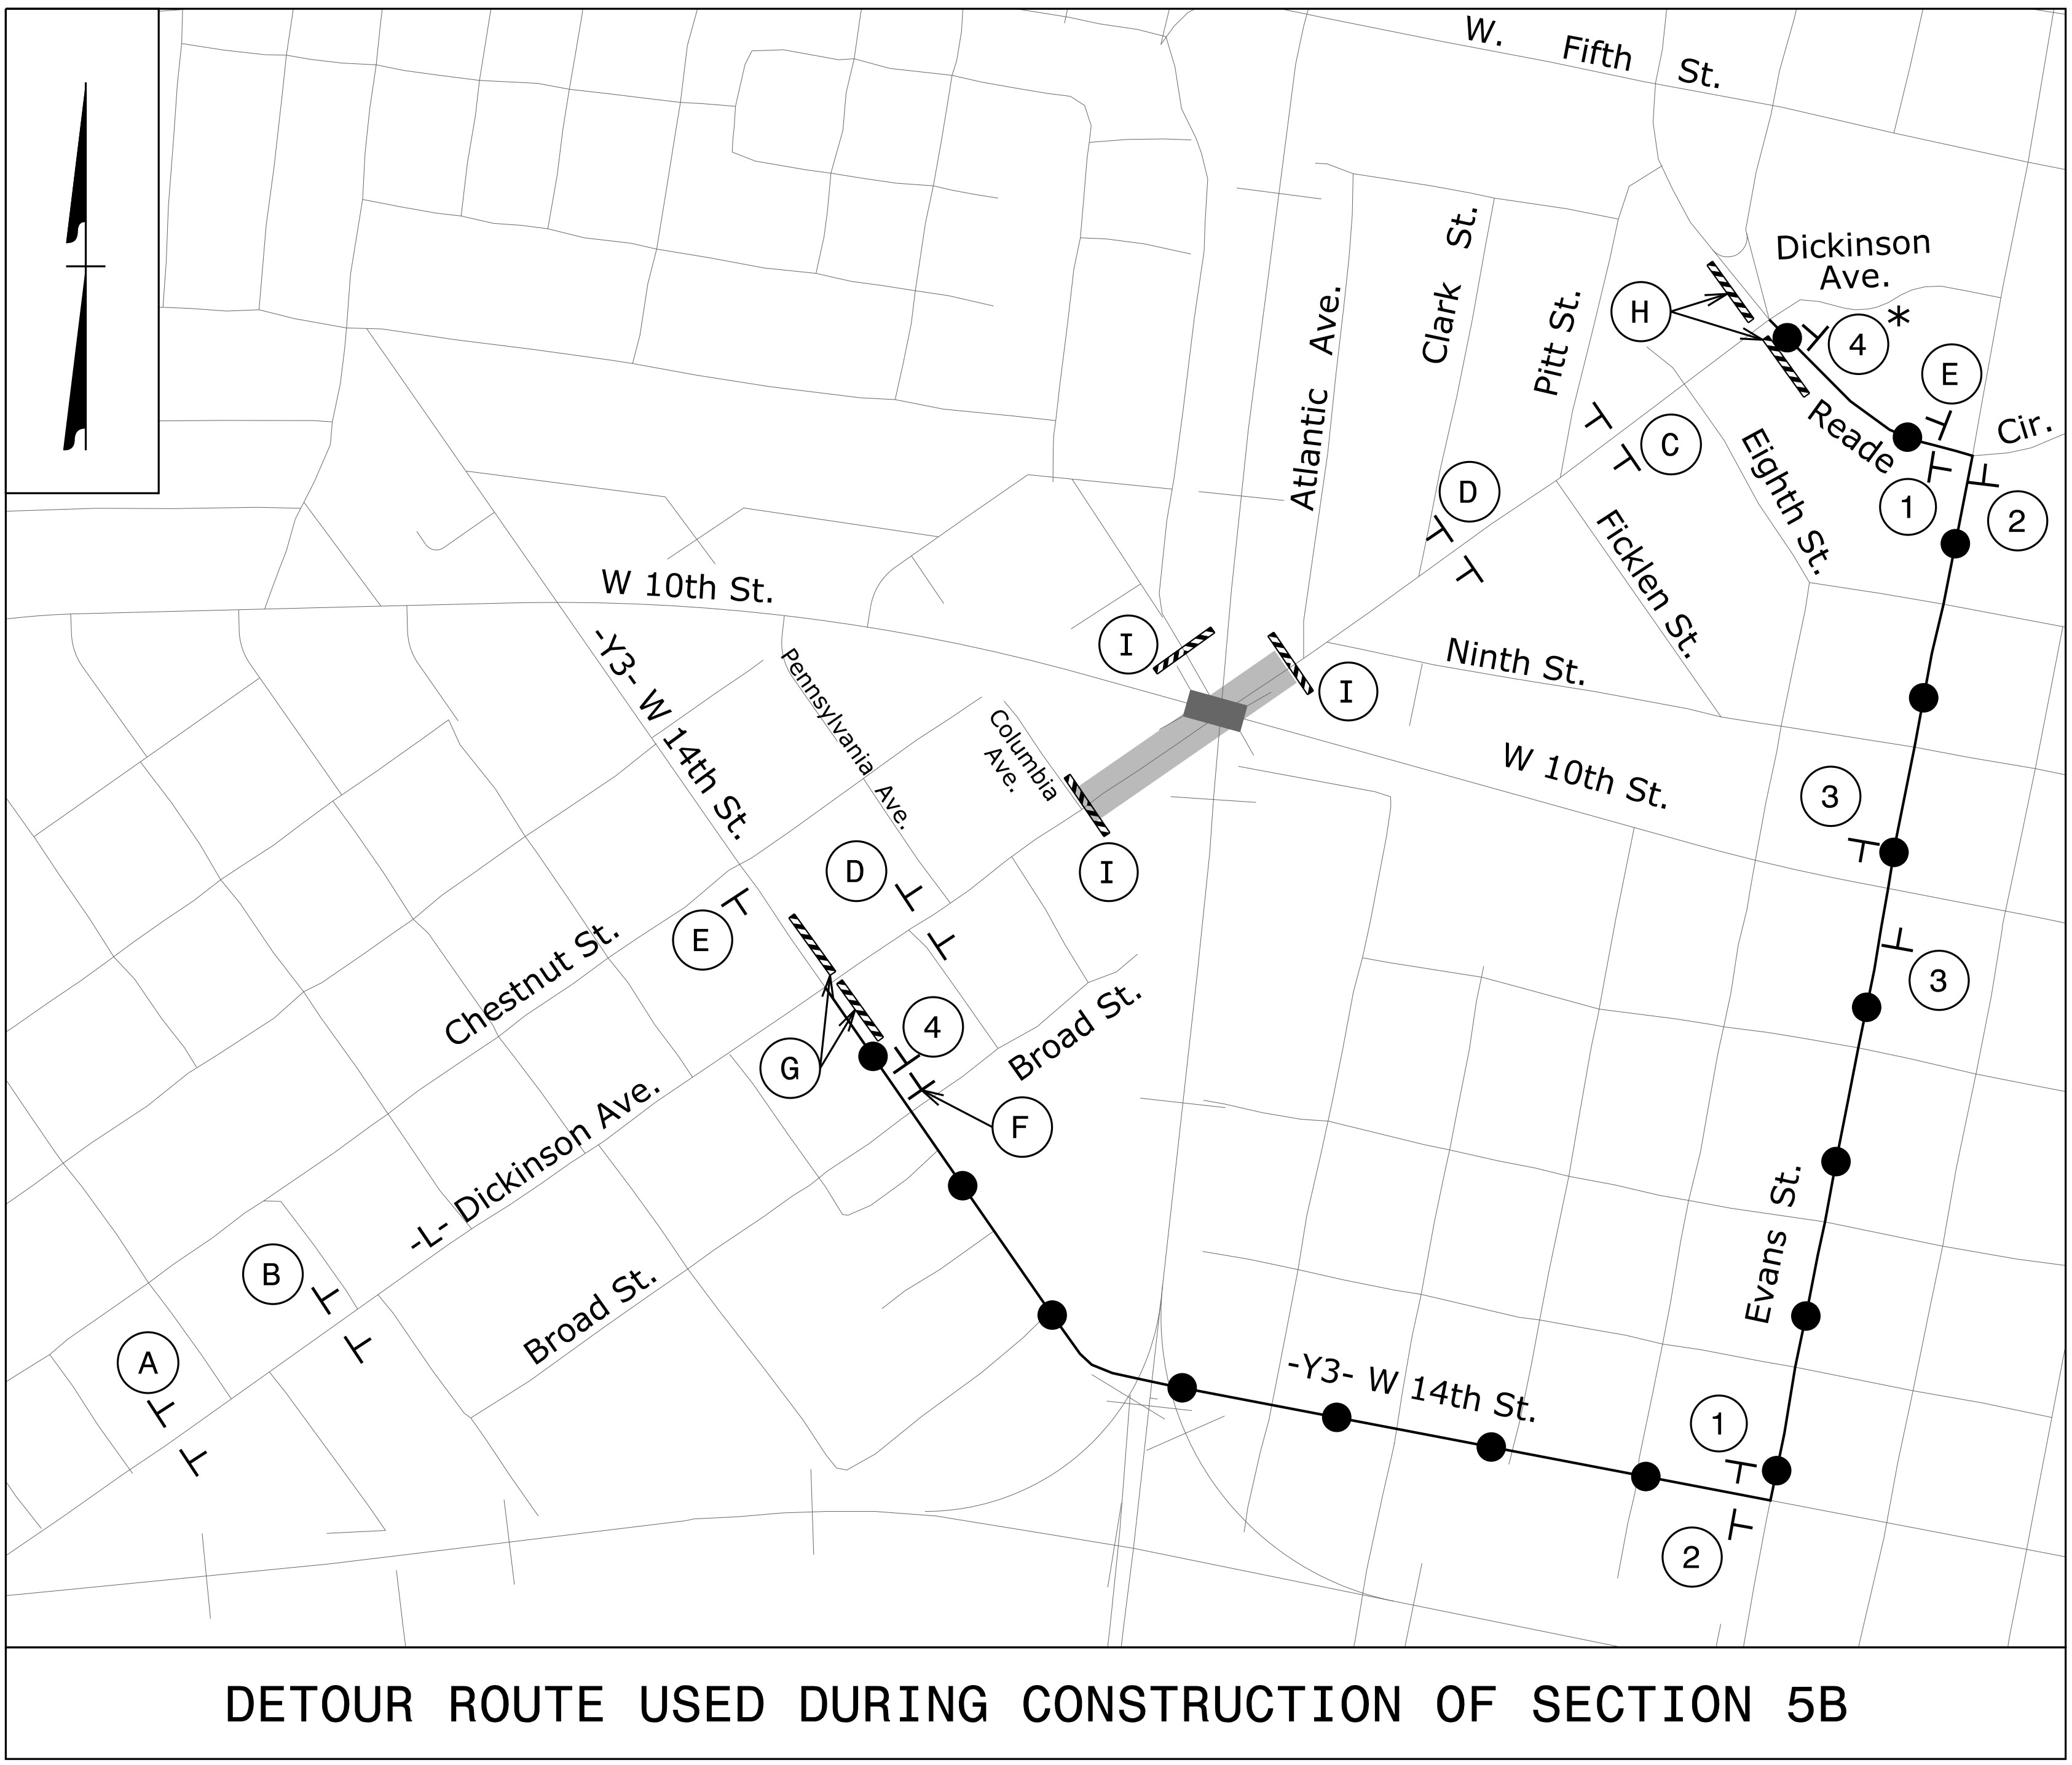 W. Fifth St.
Dickinson
Ave.
H
4 *
E
Reade Cir.
1
2
Atlantic Ave.
Clark St.
Pitt St.
C
D
Eighth St.
Ficklen St.
W 10th St.
-Y3- W 14th St.
Pennsylvania Ave.
Columbia
Ave.
I
I
I
Ninth St.
W 10th St.
3
3
D
E
Chestnut St.
G
4
F
Broad St.
-L- Dickinson Ave.
B
A
Broad St.
Evans St.
-Y3- W 14th St.
1
2
DETOUR ROUTE USED DURING CONSTRUCTION OF SECTION 5B